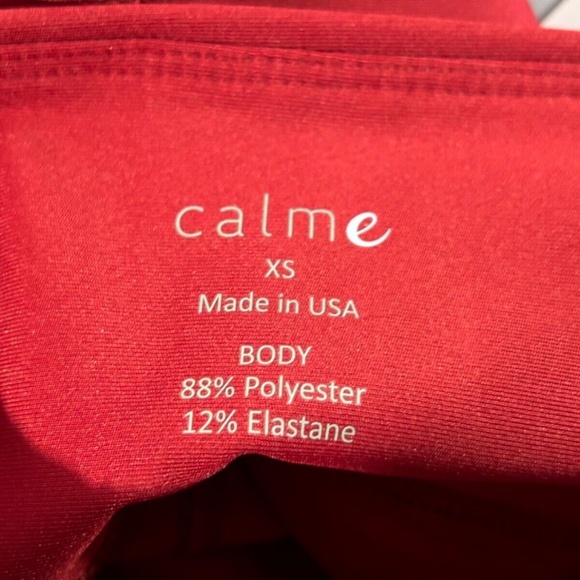 calme
XS
Made in USA
BODY
88% Polyester
12% Elastane